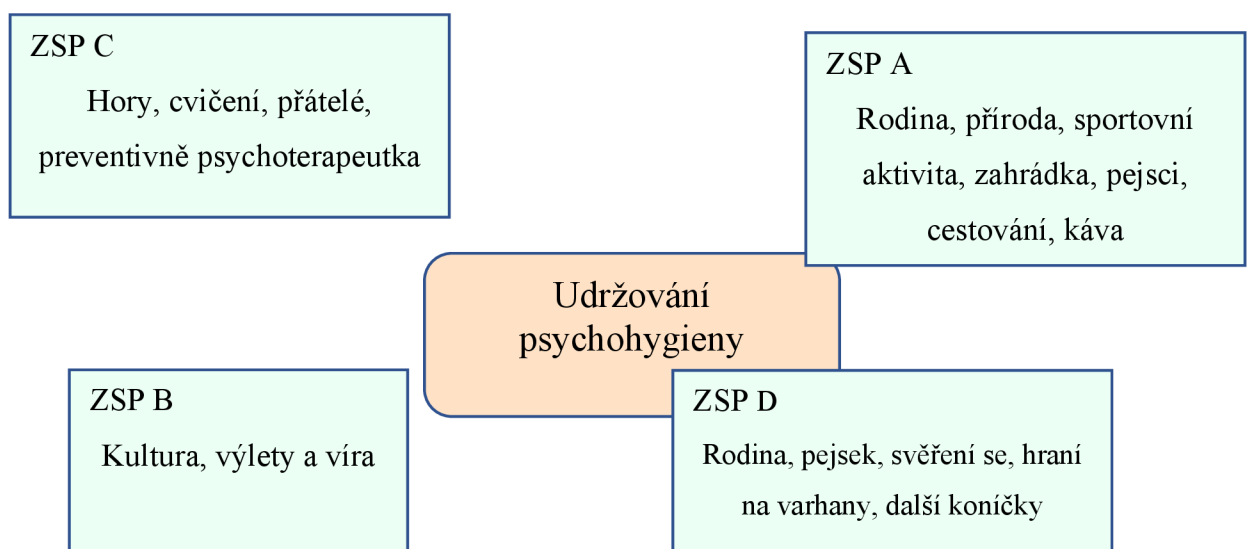 ZSP C
Hory, cvičení, přátelé,
preventivně psychoterapeutka
ZSP A
Rodina, příroda, sportovní
aktivita, zahrádka, pejsci,
cestování, káva
Udržování
psychohygieny
ZSP B
Kultura, výlety a víra
ZSP D
Rodina, pejsek, svěření se, hraní
na varhany, další koníčky